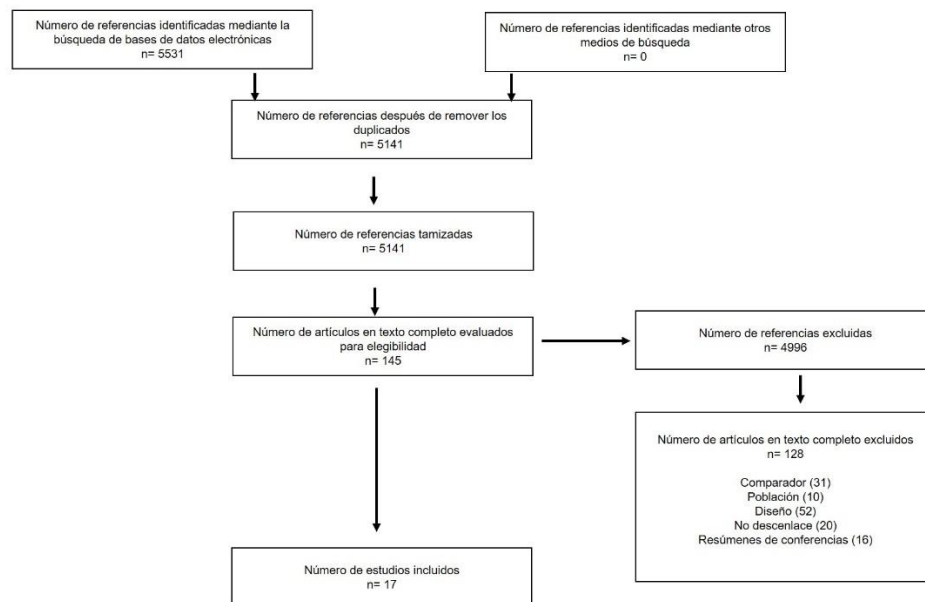 Número de referencias identificadas mediante la
búsqueda de bases de datos electrónicas
n= 5531
Número de referencias identificadas mediante otros
medios de búsqueda
n= 0
Número de referencias después de remover los
duplicados
n= 5141
Número de referencias tamizadas
n= 5141
Número de artículos en texto completo evaluados
para elegibilidad
n= 145
Número de referencias excluidas
n= 4996
Número de artículos en texto completo excluidos
n= 128
Comparador (31)
Población (10)
Diseño (52)
No descenlace (20)
Resúmenes de conferencias (16)
Número de estudios incluidos
n= 17